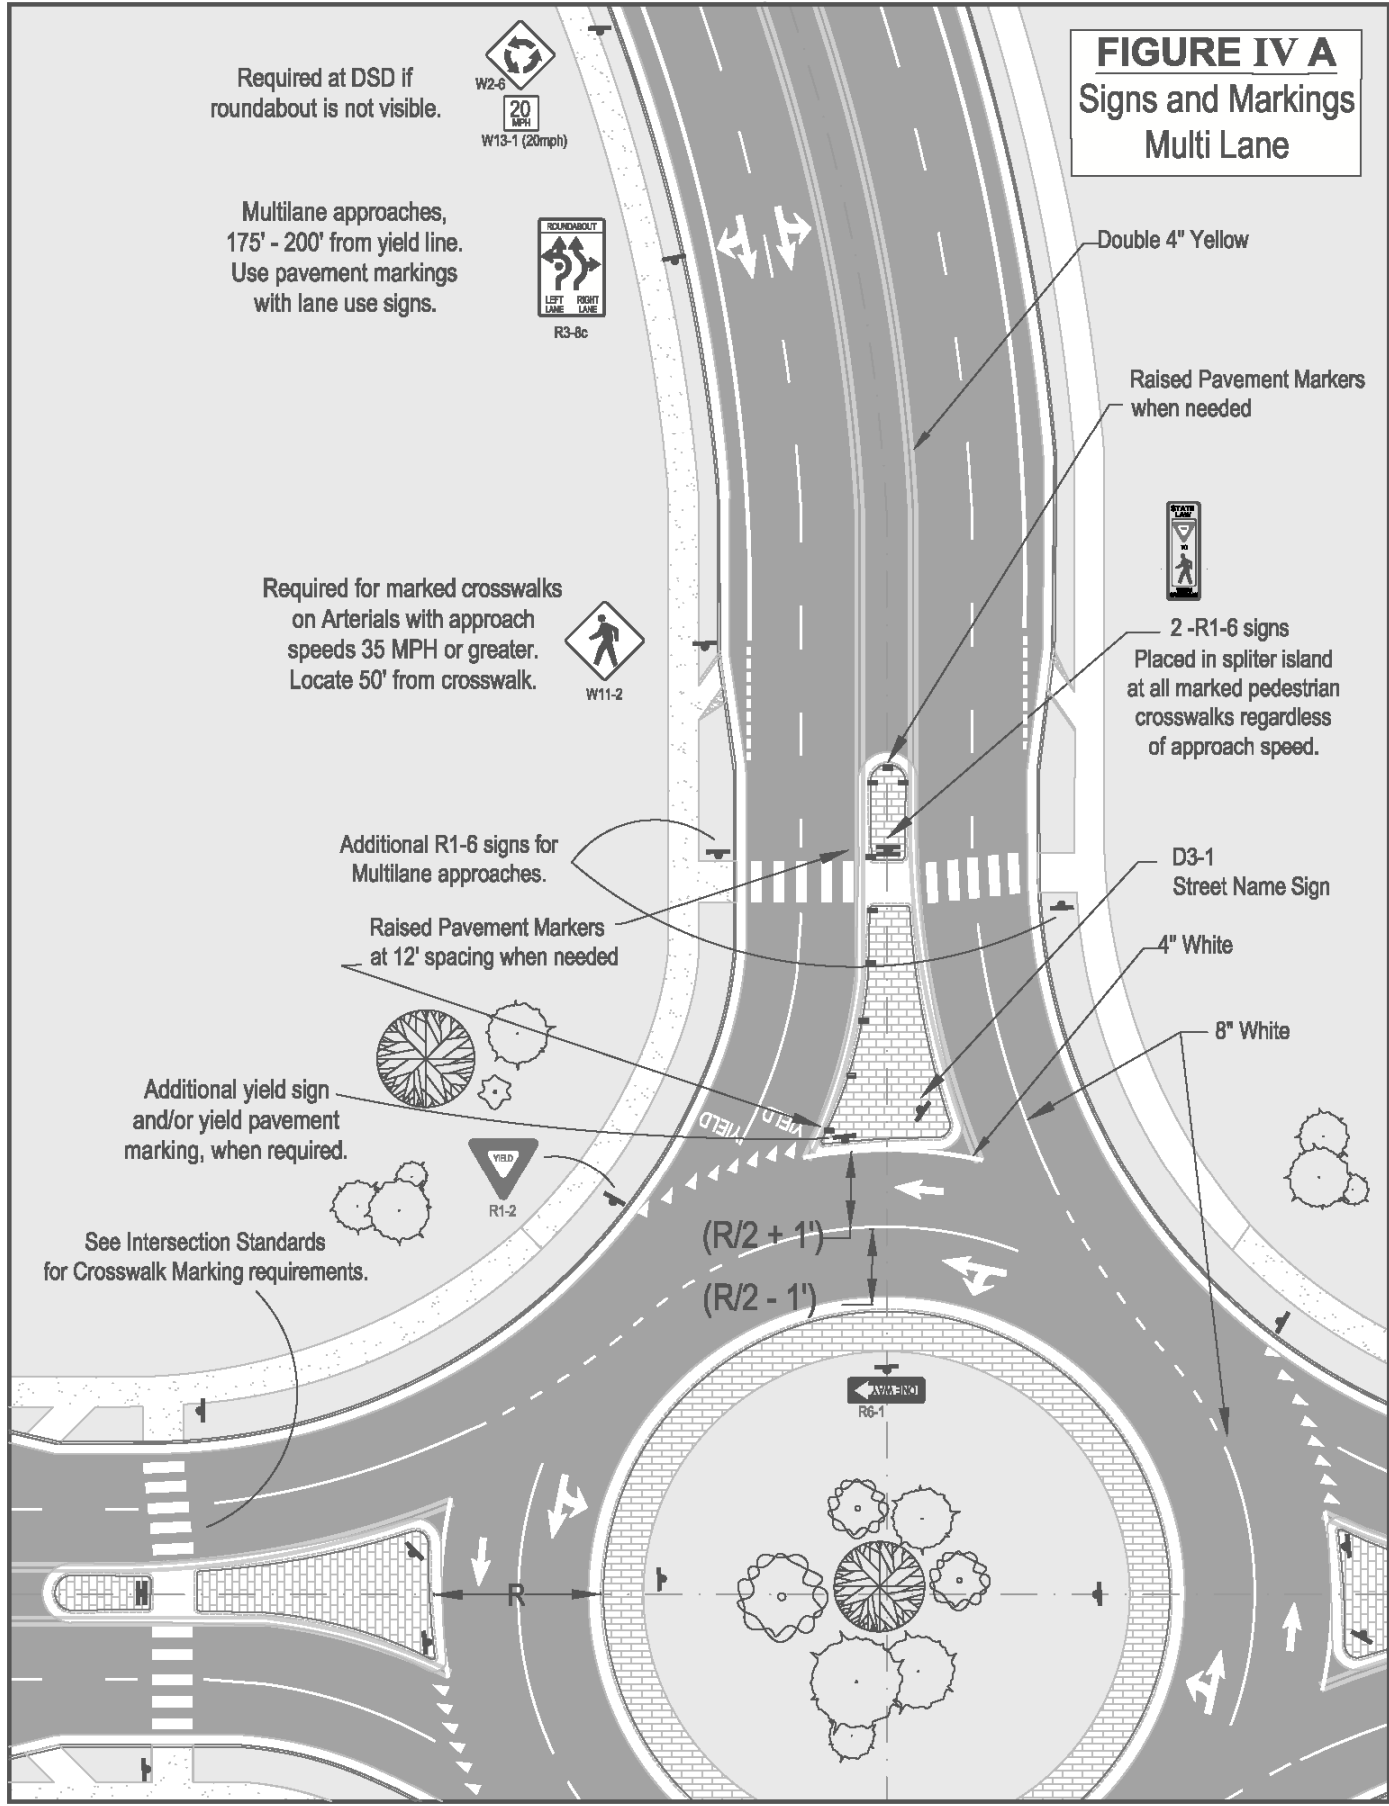 FIGURE IV A
Signs and Markings
Multi Lane
Required at DSD if
roundabout is not visible.
W2-6
20
MPH
W13-1 (20mph)
Multilane approaches,
175' - 200' from yield line.
Use pavement markings
with lane use signs.
ROUNDABOUT
LEFT LANE
RIGHT LANE
R3-8c
Double 4" Yellow
Raised Pavement Markers
when needed
STATE
LAW
TO
2 -R1-6 signs
Placed in spliter island
at all marked pedestrian
crosswalks regardless
of approach speed.
Required for marked crosswalks
on Arterials with approach
speeds 35 MPH or greater.
Locate 50' from crosswalk.
W11-2
Additional R1-6 signs for
Multilane approaches.
D3-1
Street Name Sign
Raised Pavement Markers
at 12' spacing when needed
4" White
8" White
Additional yield sign
and/or yield pavement
marking, when required.
YIELD
YIELD
YIELD
R1-2
See Intersection Standards
for Crosswalk Marking requirements.
(R/2 + 1')
(R/2 - 1')
ONE WAY
R6-1
R